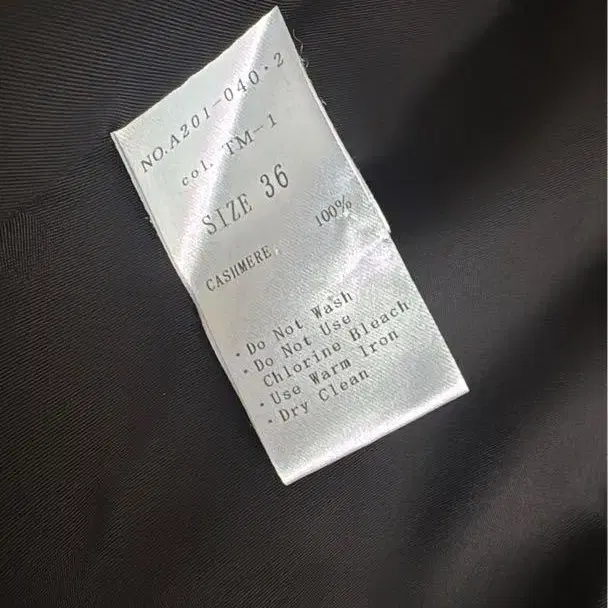 NO.A201-040・2
col. TM-1
SIZE 36
CASHMERE. 100%
・Do Not Wash
・Do Not Use
Chlorine Bleach
・Use Warm Iron
・Dry Clean